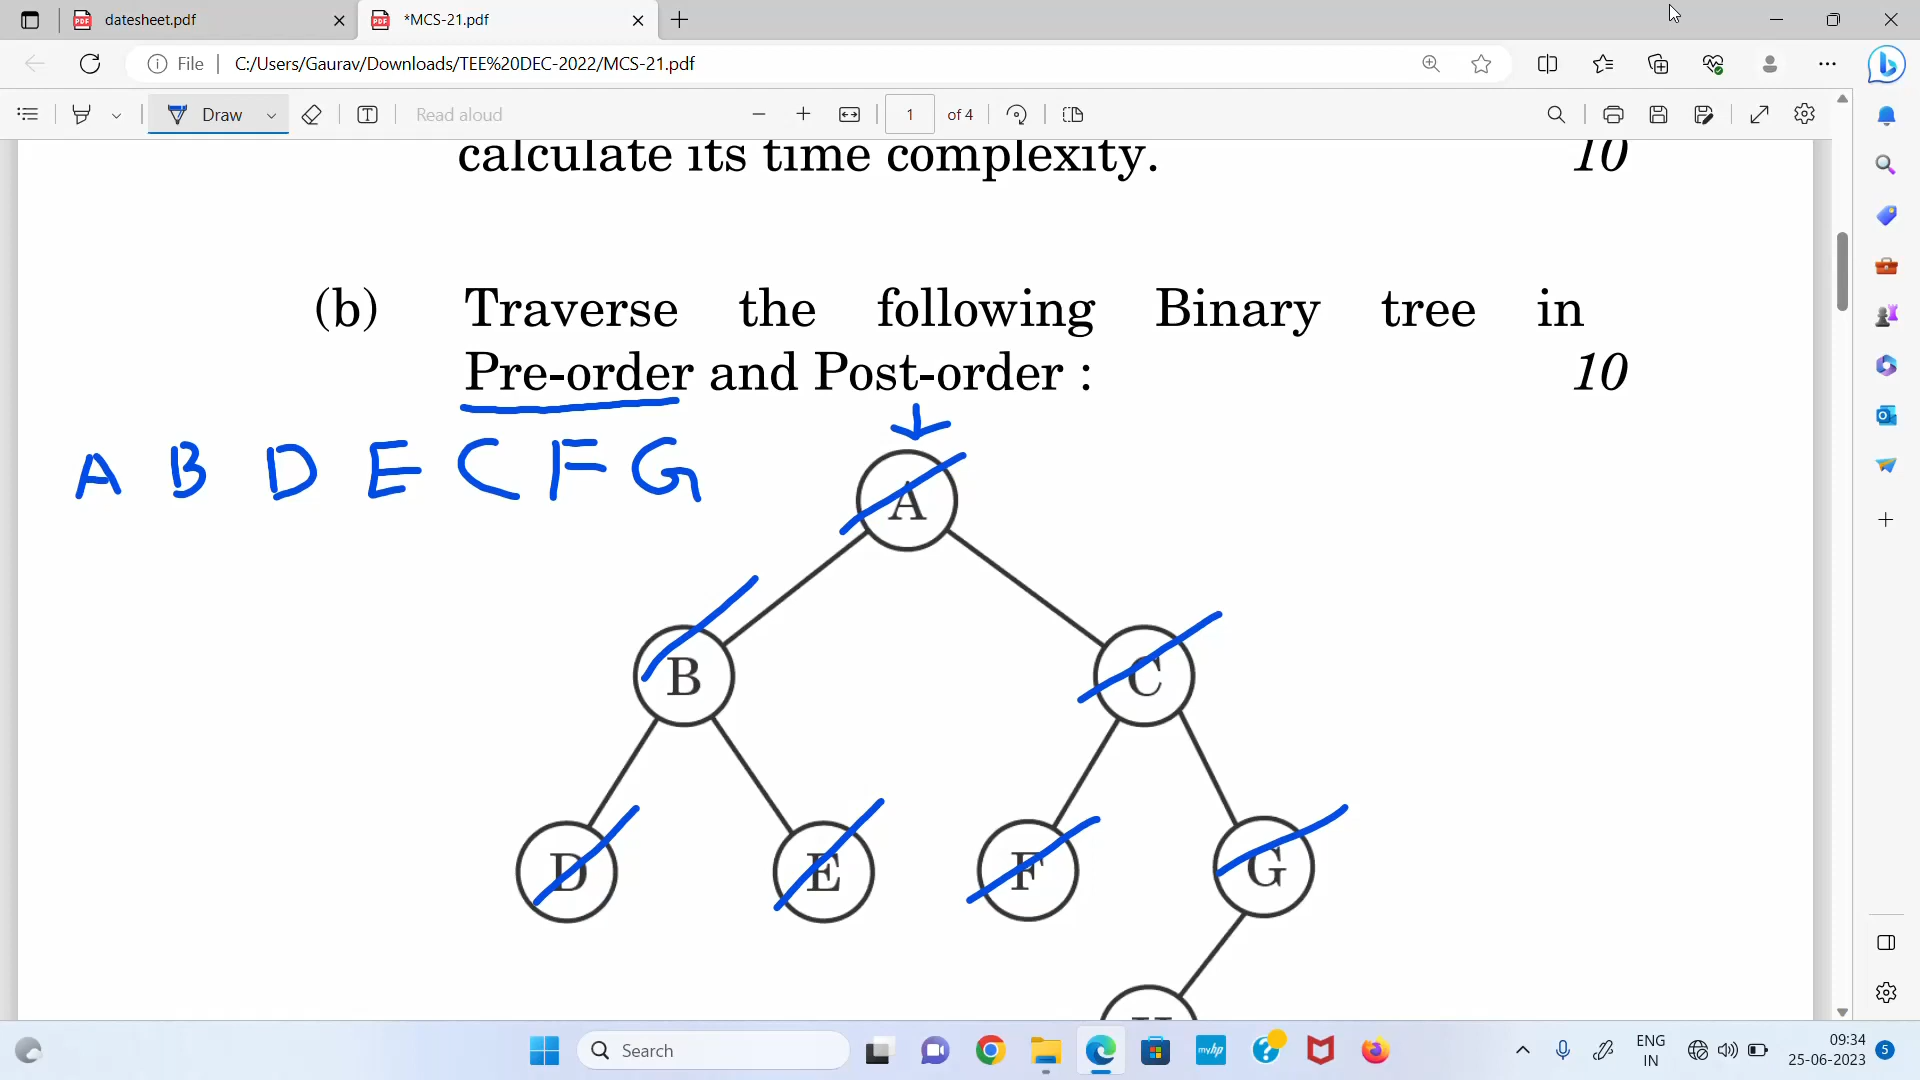 datesheet.pdf
*MCS-21.pdf
File
C:/Users/Gaurav/Downloads/TEE%20DEC-2022/MCS-21.pdf
Draw
Read aloud
1
of 4
calculate its time complexity. 10
(b) Traverse the following Binary tree in
Pre-order and Post-order : 10
A B D E C F G
A
B
C
D
E
F
G
Search
myhp
ENG
IN
09:34
25-06-2023
5